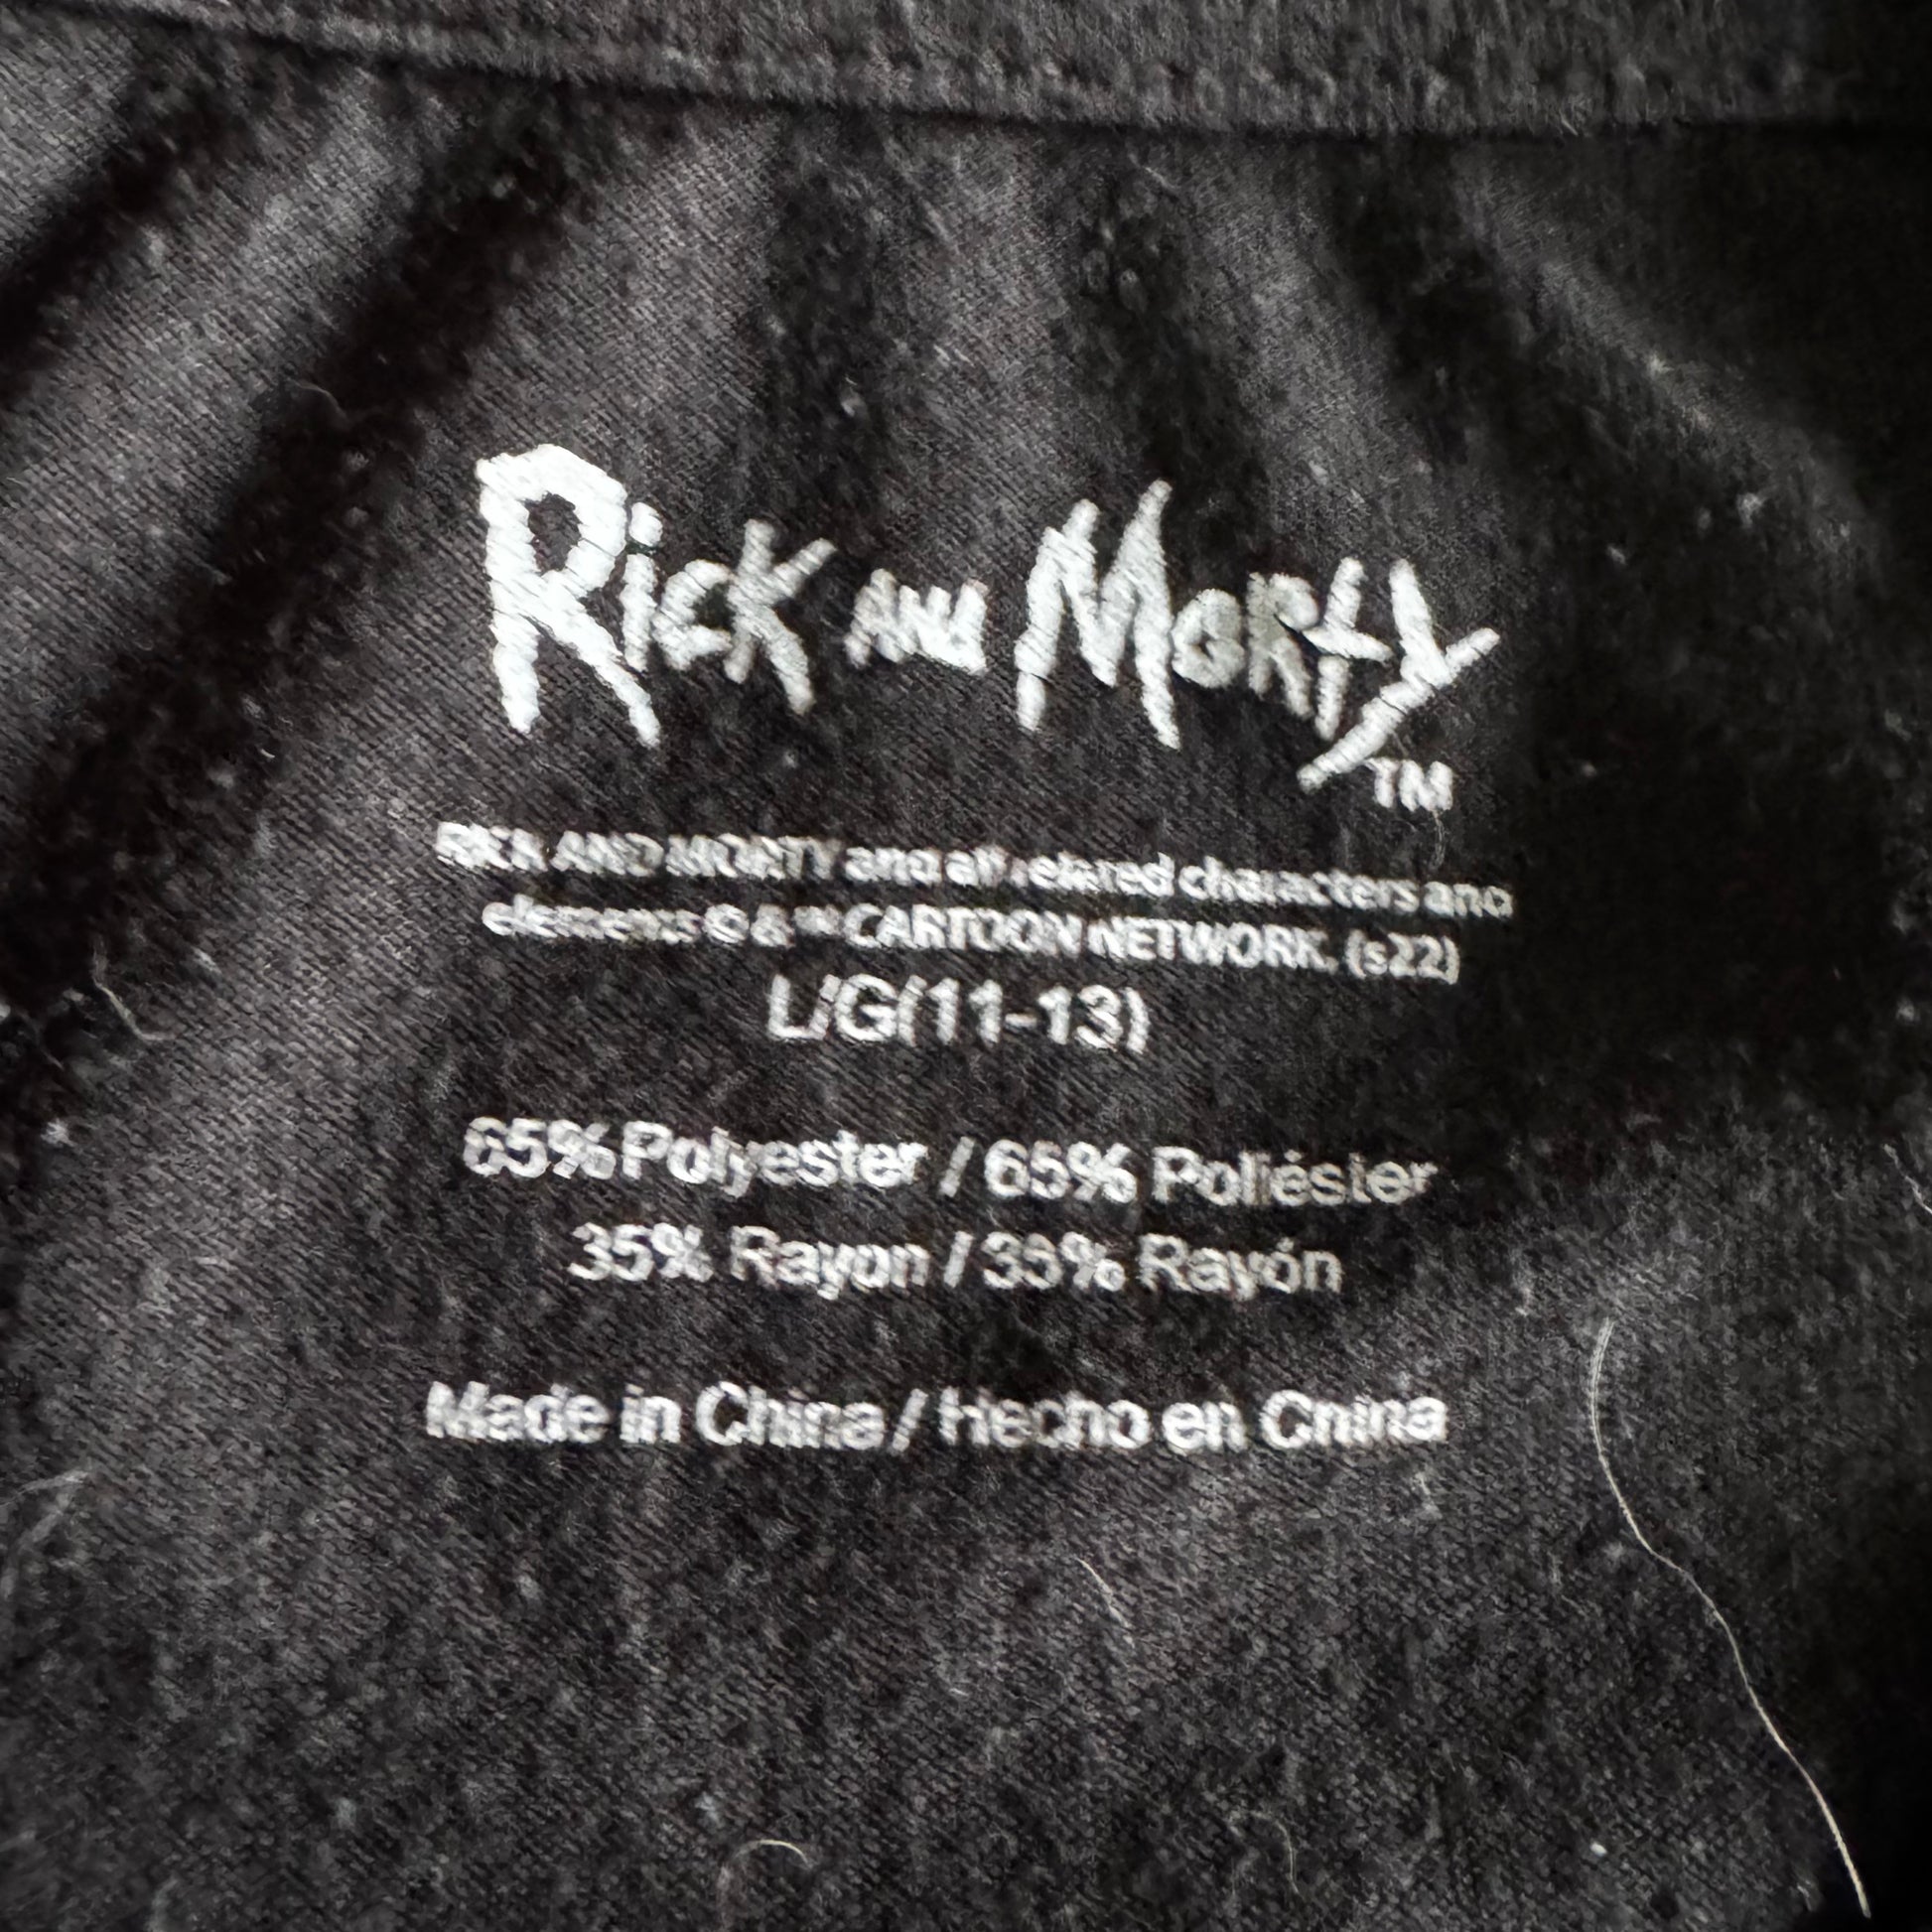 Rick and Morty
TM
RICK AND MORTY and all related characters and
elements © & ™ CARTOON NETWORK. (s22)
L/G(11-13)
65% Polyester / 65% Poliéster
35% Rayon / 35% Rayón
Made in China / Hecho en China